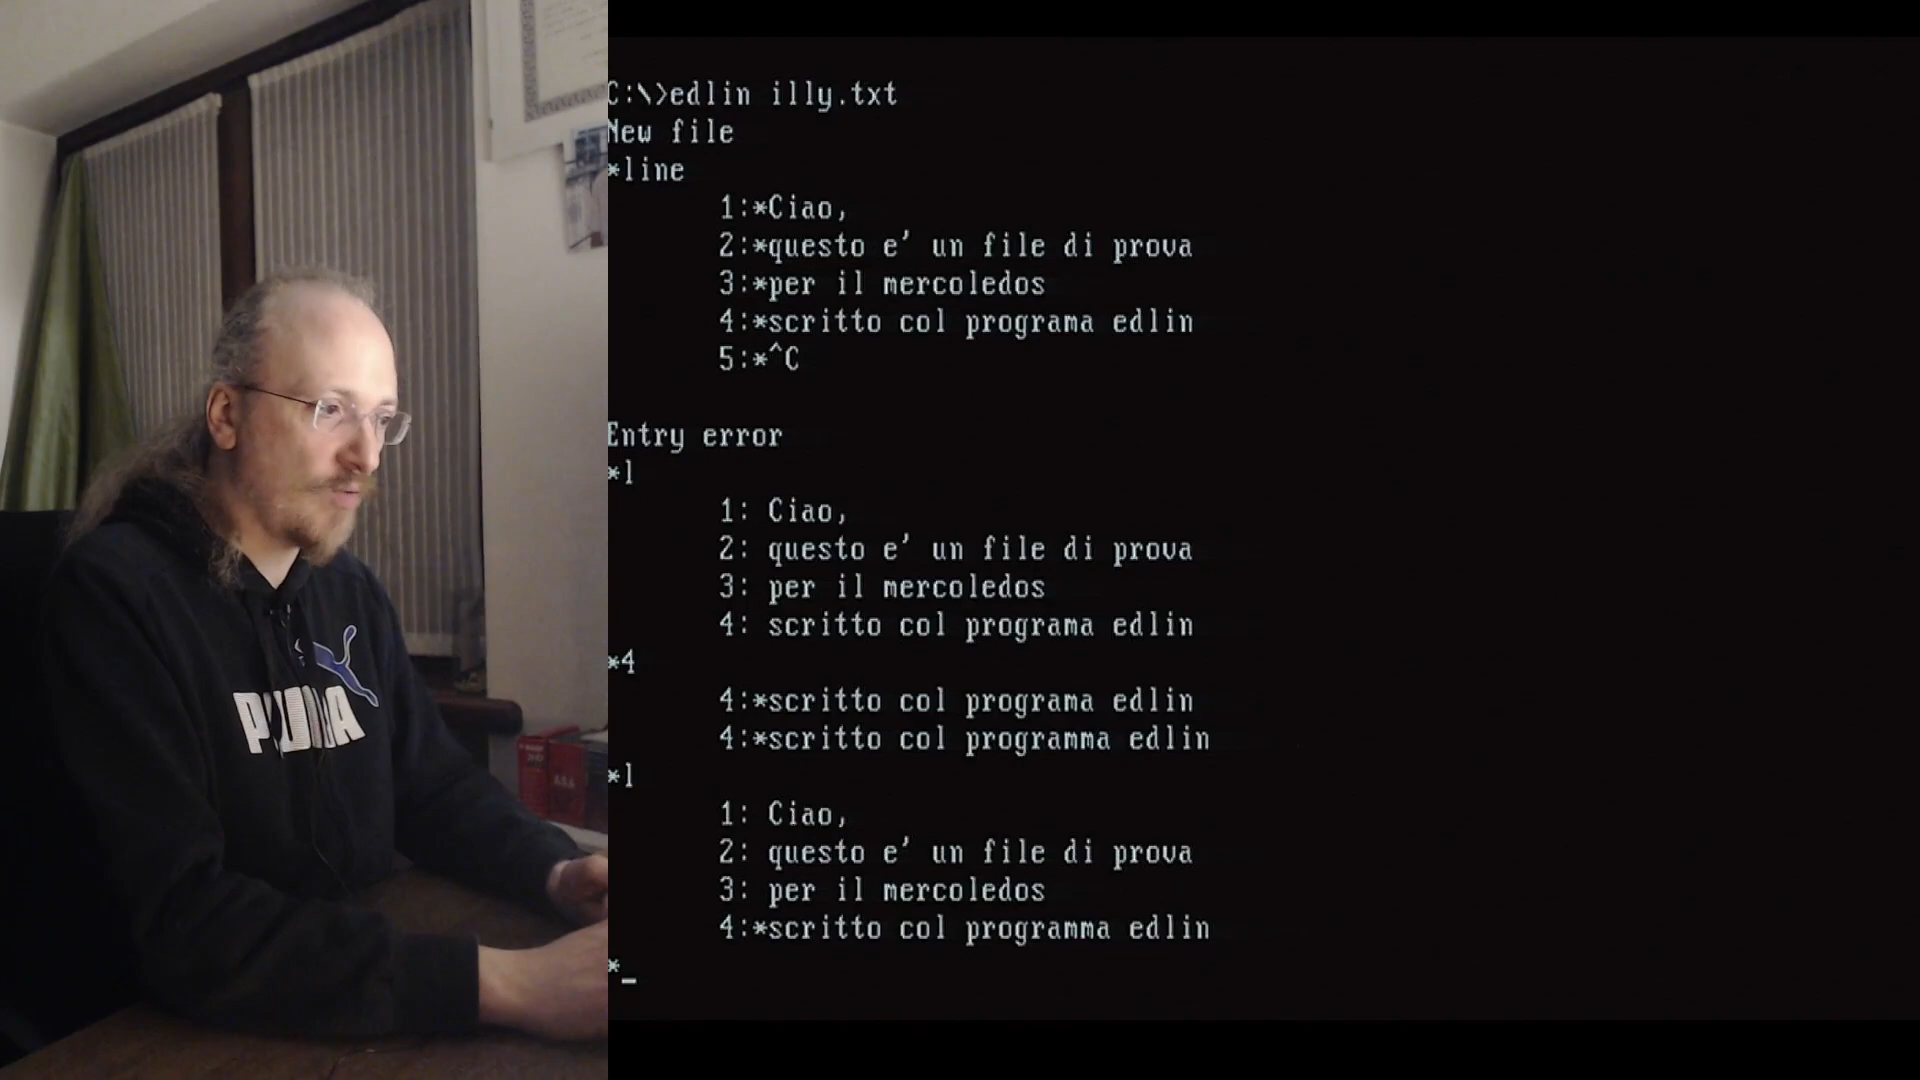 C:\>edlin illy.txt
New file
*line
1:*Ciao,
2:*questo e' un file di prova
3:*per il mercoledos
4:*scritto col programa edlin
5:*^C
Entry error
*l
1: Ciao,
2: questo e' un file di prova
3: per il mercoledos
4: scritto col programa edlin
*4
4:*scritto col programa edlin
4:*scritto col programma edlin
*l
1: Ciao,
2: questo e' un file di prova
3: per il mercoledos
4:*scritto col programma edlin
*_
PUMA